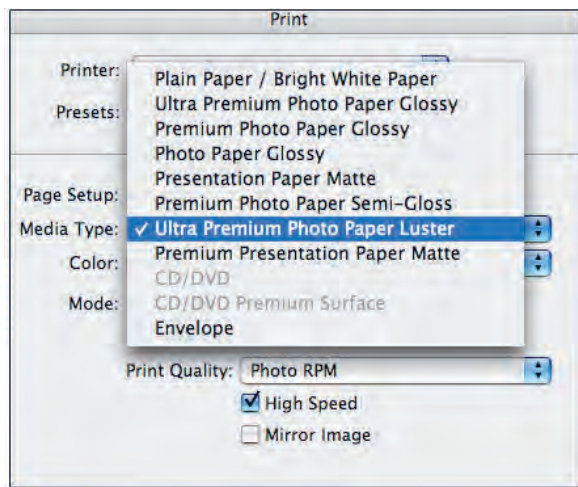 Print
Printer:
Presets:
Plain Paper / Bright White Paper
Ultra Premium Photo Paper Glossy
Premium Photo Paper Glossy
Photo Paper Glossy
Presentation Paper Matte
Page Setup:
Premium Photo Paper Semi-Gloss
Media Type: ✓ Ultra Premium Photo Paper Luster
Color:
Premium Presentation Paper Matte
CD/DVD
Mode:
CD/DVD Premium Surface
Envelope
Print Quality: Photo RPM
High Speed
Mirror Image